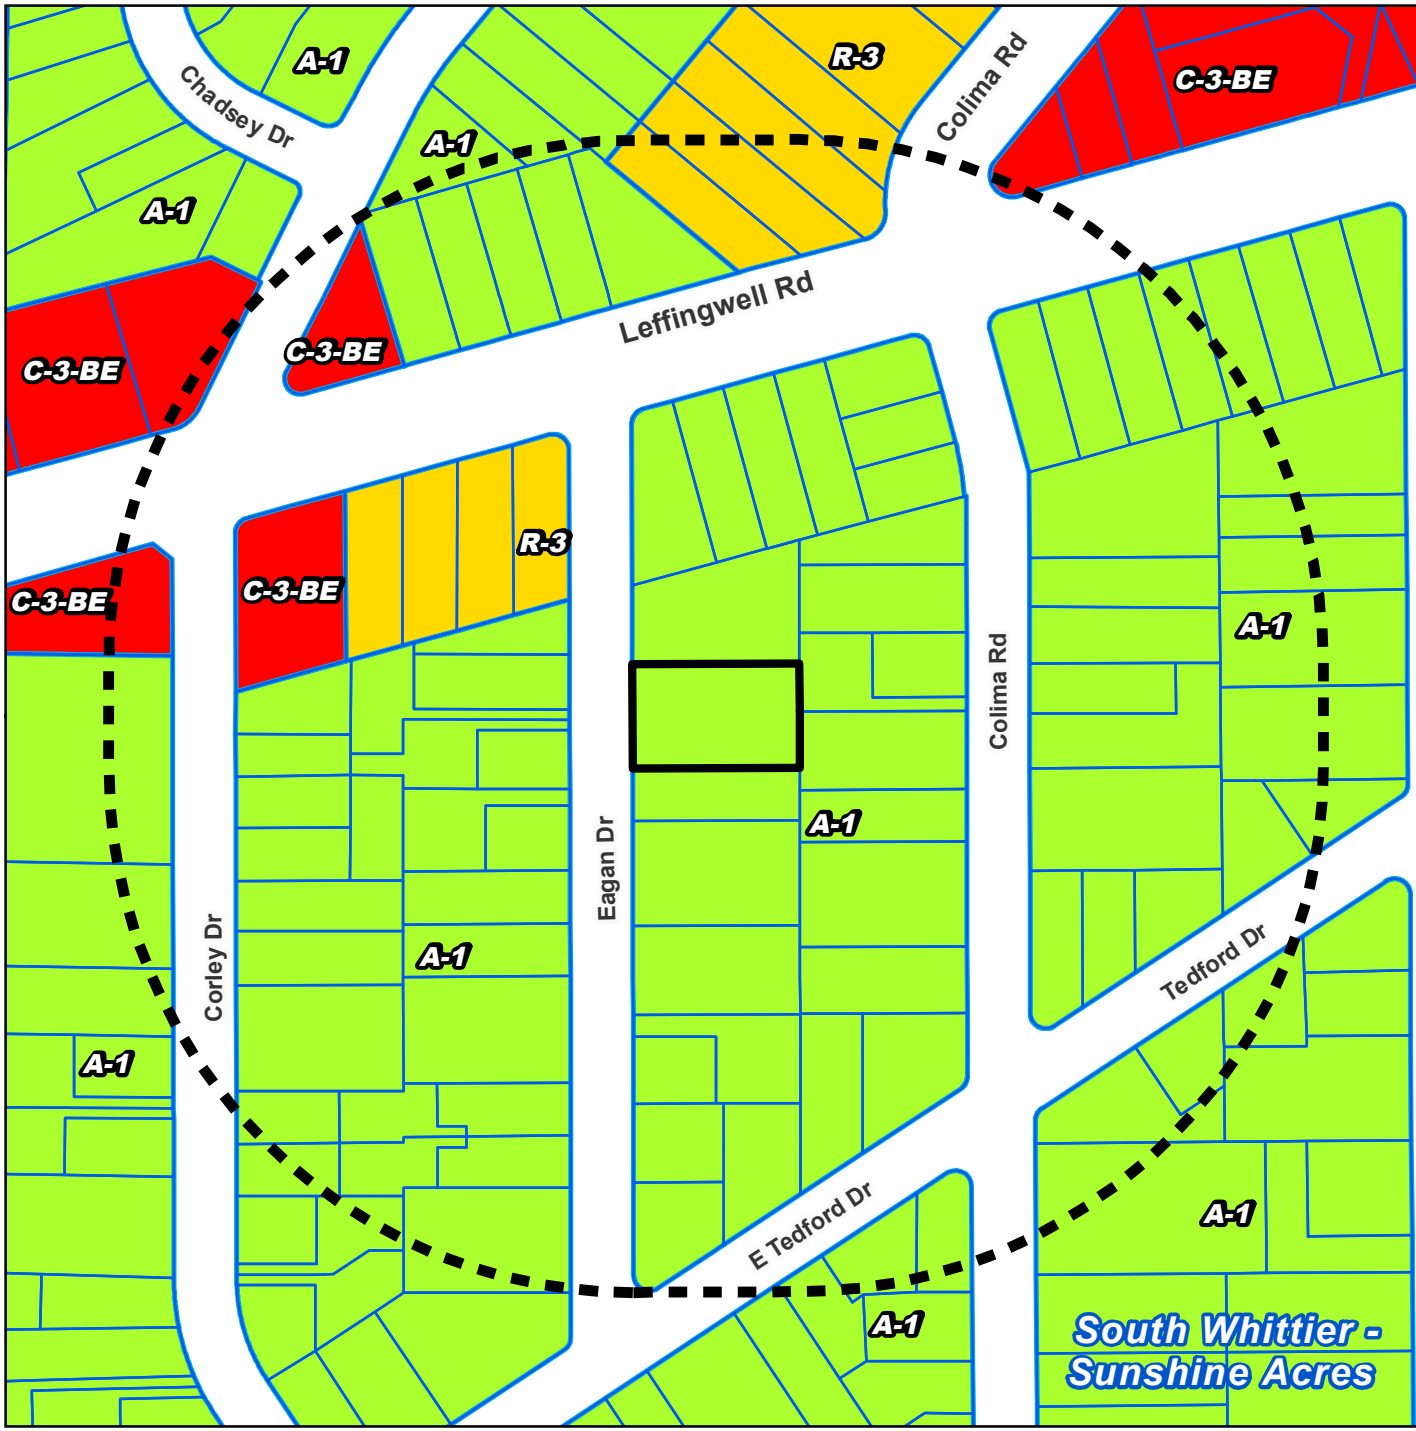 A-1
R-3
Colima Rd
C-3-BE
Chadsey Dr
A-1
A-1
Leffingwell Rd
C-3-BE
C-3-BE
R-3
C-3-BE
C-3-BE
A-1
Colima Rd
A-1
Eagan Dr
A-1
Corley Dr
Tedford Dr
A-1
A-1
E Tedford Dr
A-1
South Whittier -
Sunshine Acres